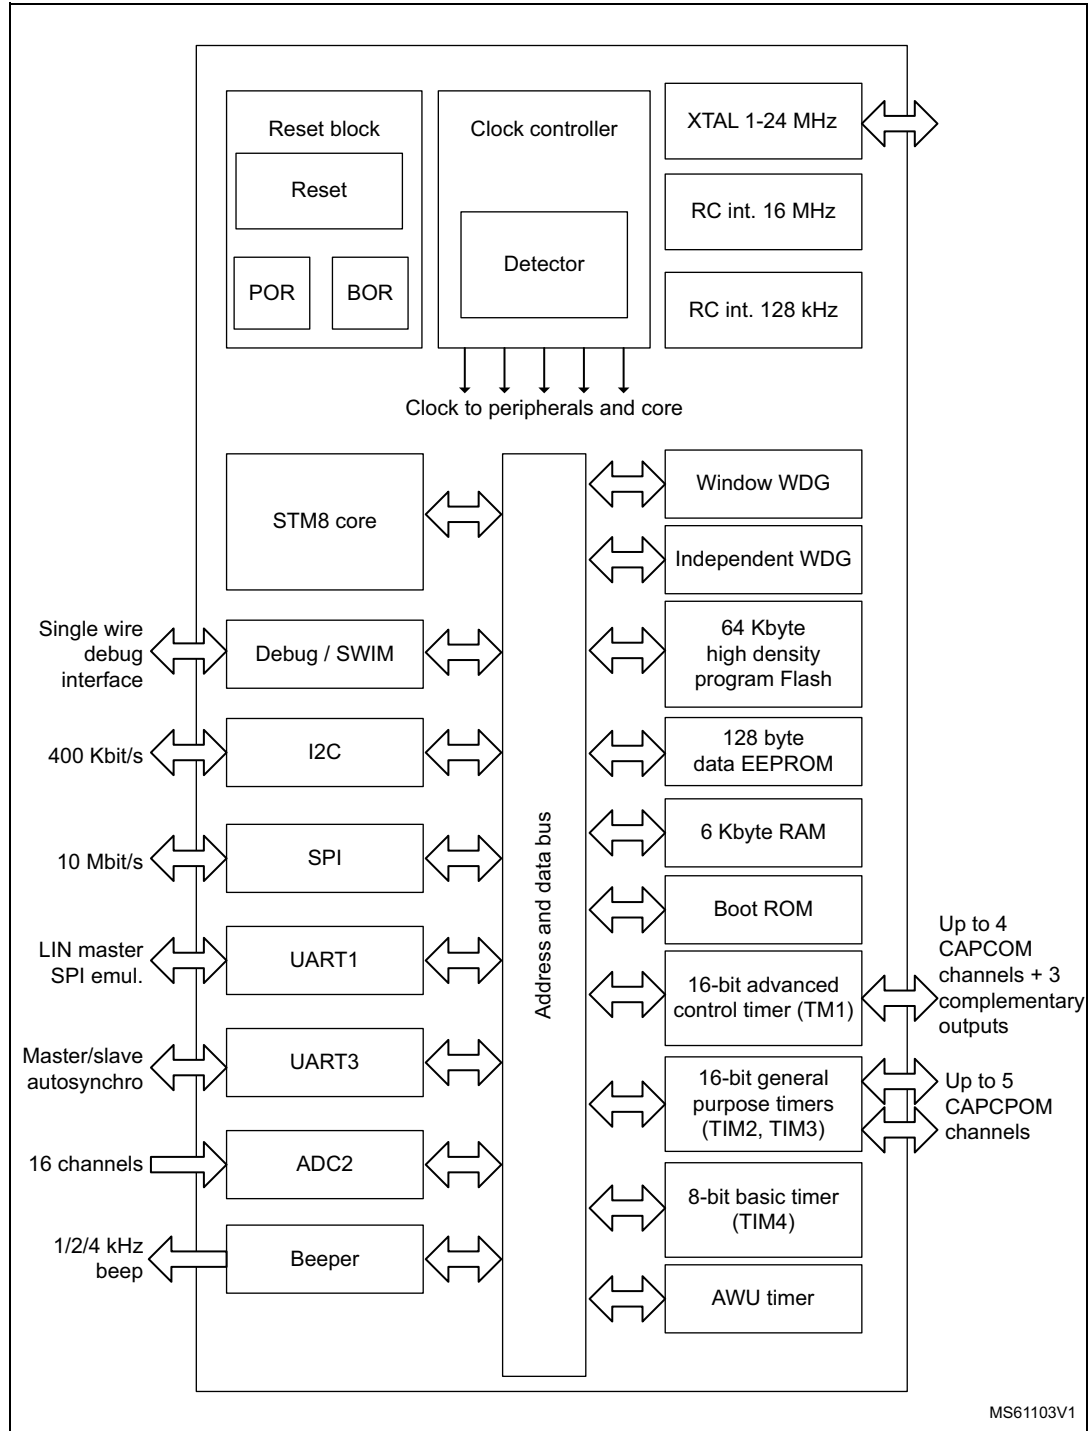 Reset block
Reset
POR
BOR
Clock controller
Detector
XTAL 1-24 MHz
RC int. 16 MHz
RC int. 128 kHz
Clock to peripherals and core
STM8 core
Single wire
debug
interface
Debug / SWIM
400 Kbit/s
I2C
10 Mbit/s
SPI
LIN master
SPI emul.
UART1
Master/slave
autosynchro
UART3
16 channels
ADC2
1/2/4 kHz
beep
Beeper
Address and data bus
Window WDG
Independent WDG
64 Kbyte
high density
program Flash
128 byte
data EEPROM
6 Kbyte RAM
Boot ROM
16-bit advanced
control timer (TM1)
Up to 4
CAPCOM
channels + 3
complementary
outputs
16-bit general
purpose timers
(TIM2, TIM3)
Up to 5
CAPCPOM
channels
8-bit basic timer
(TIM4)
AWU timer
MS61103V1